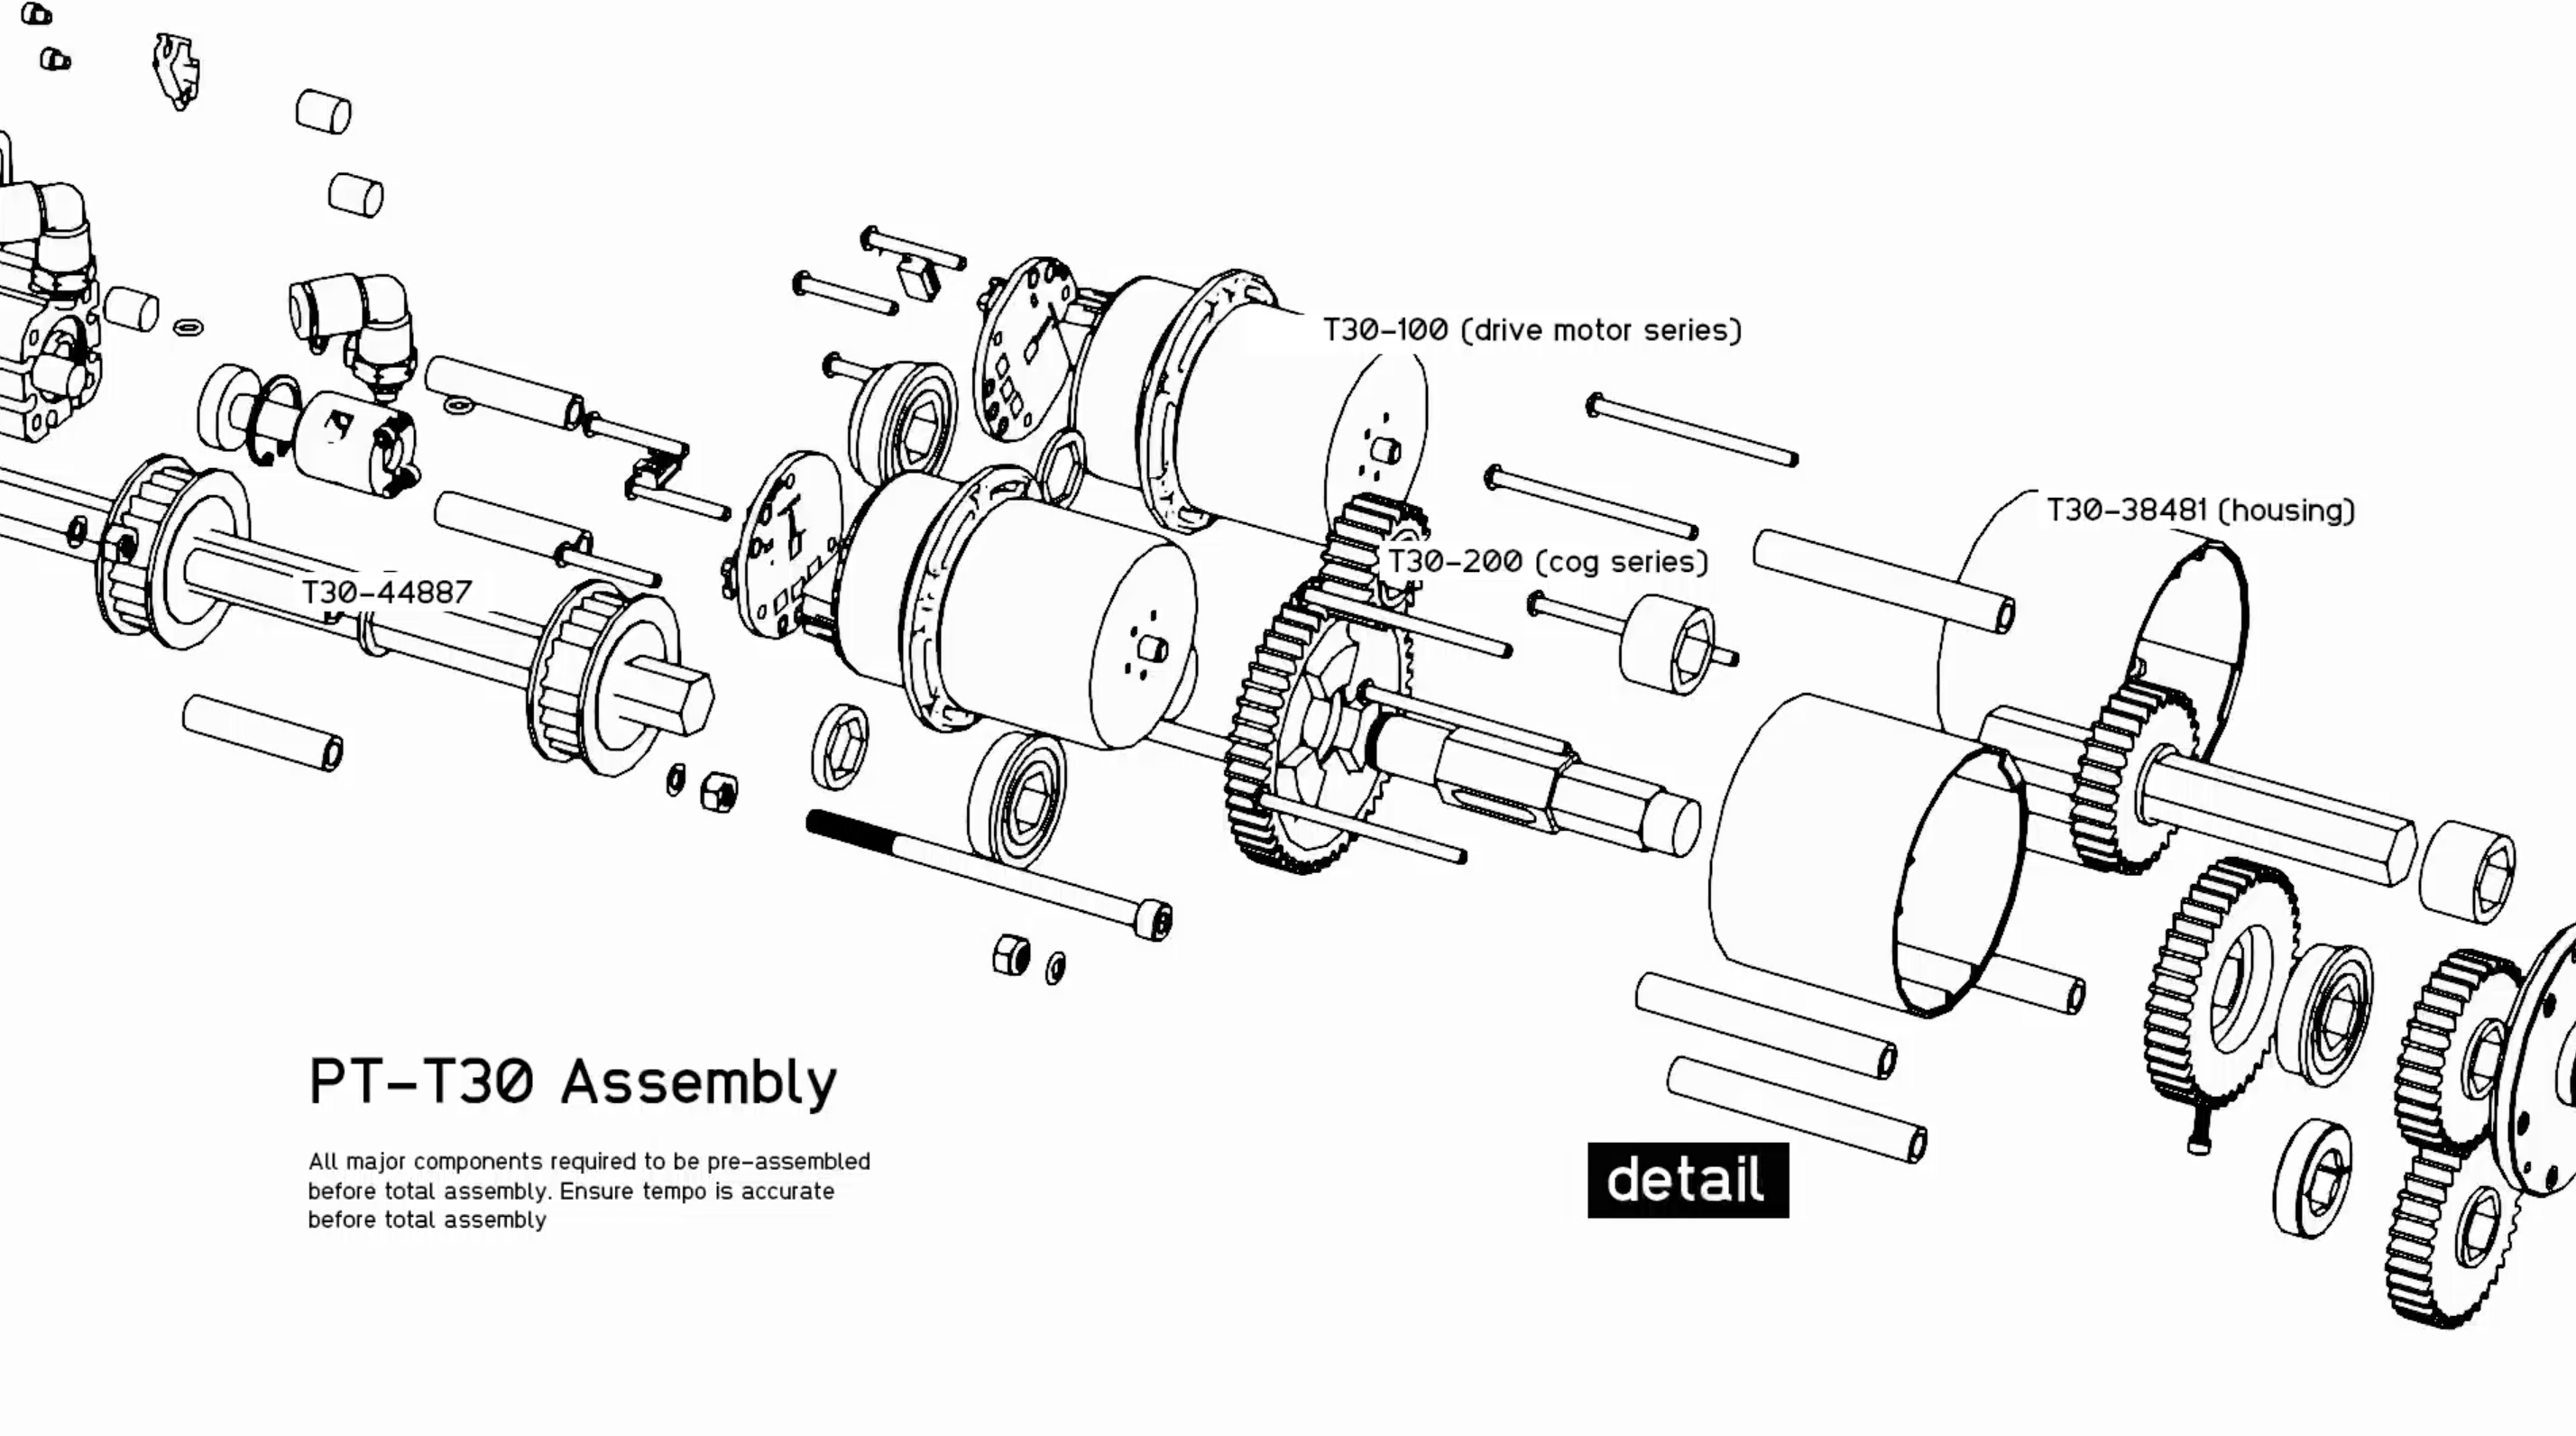 T30-100 (drive motor series)
T30-38481 (housing)
T30-200 (cog series)
T30-44887
PT-T30 Assembly
All major components required to be pre-assembled
before total assembly. Ensure tempo is accurate
before total assembly
detail